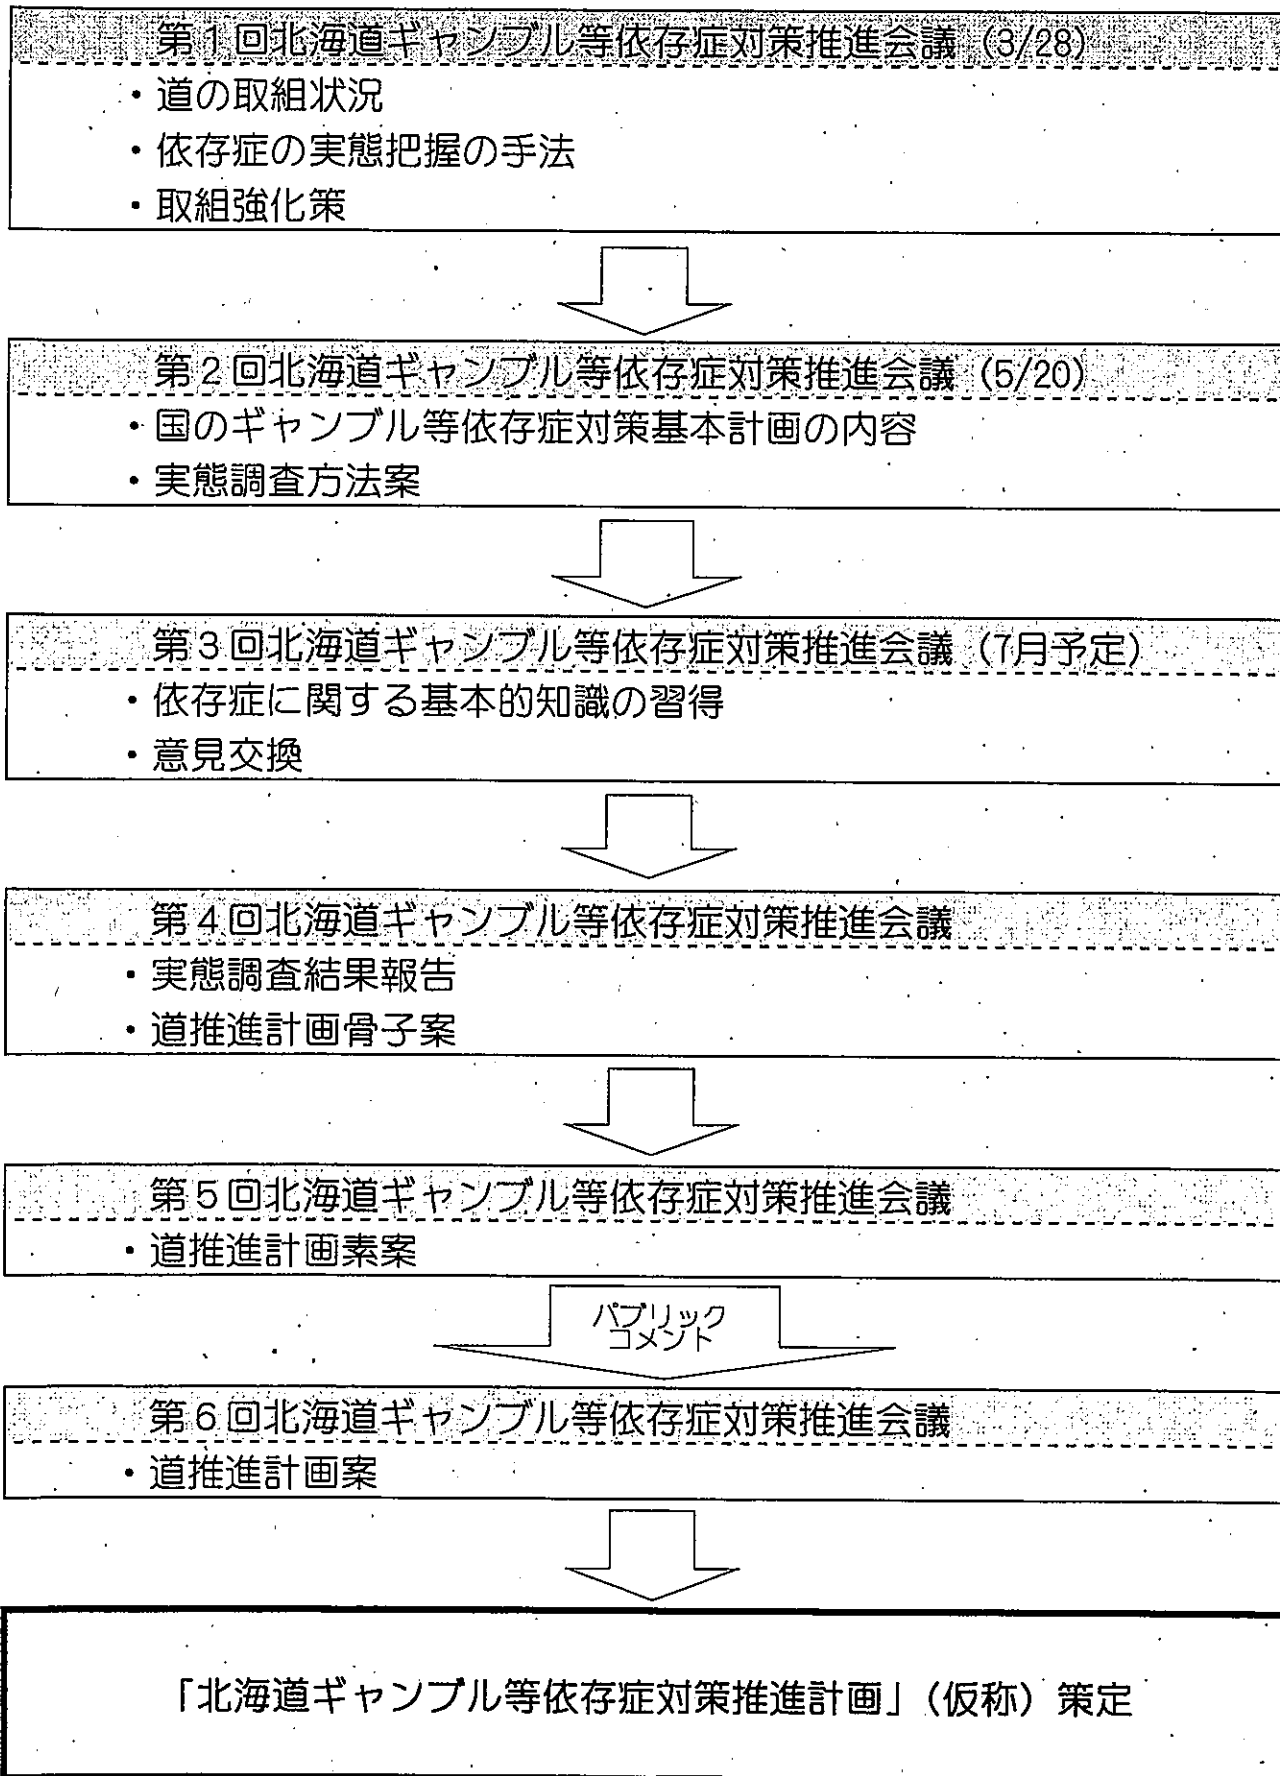 第１回北海道ギャンブル等依存症対策推進会議（3/28）
・道の取組状況
・依存症の実態把握の手法
・取組強化策
第２回北海道ギャンブル等依存症対策推進会議（5/20）
・国のギャンブル等依存症対策基本計画の内容
・実態調査方法案
第３回北海道ギャンブル等依存症対策推進会議（7月予定）
・依存症に関する基本的知識の習得
・意見交換
第４回北海道ギャンブル等依存症対策推進会議
・実態調査結果報告
・道推進計画骨子案
第５回北海道ギャンブル等依存症対策推進会議
・道推進計画素案
パブリック
コメント
第６回北海道ギャンブル等依存症対策推進会議
・道推進計画案
「北海道ギャンブル等依存症対策推進計画」（仮称）策定